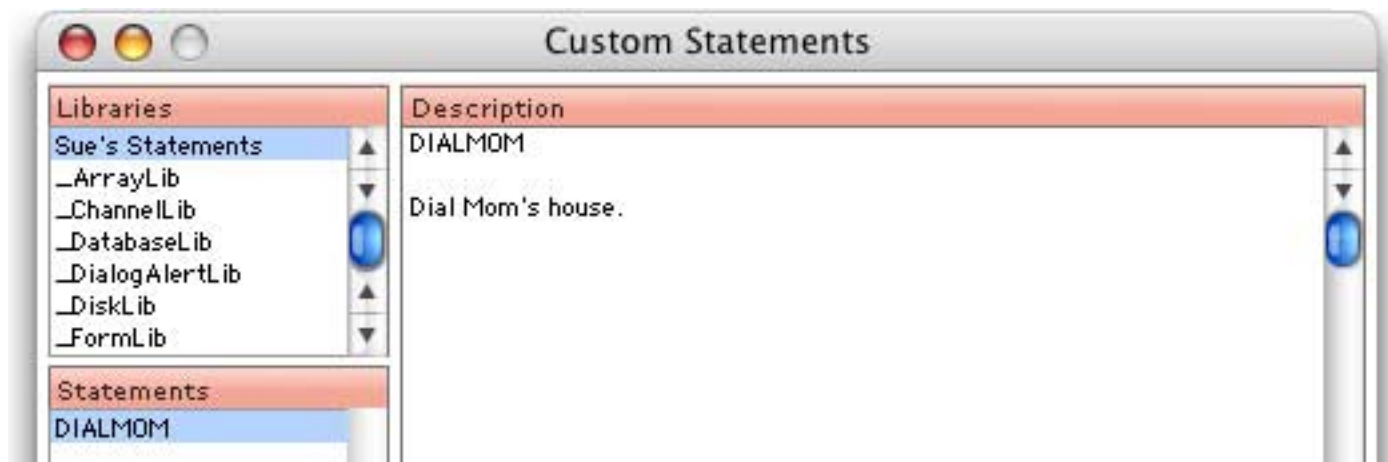 Custom Statements
Libraries
Sue's Statements
_ArrayLib
_ChannelLib
_DatabaseLib
_DialogAlertLib
_DiskLib
_FormLib
Statements
DIALMOM
Description
DIALMOM
Dial Mom's house.